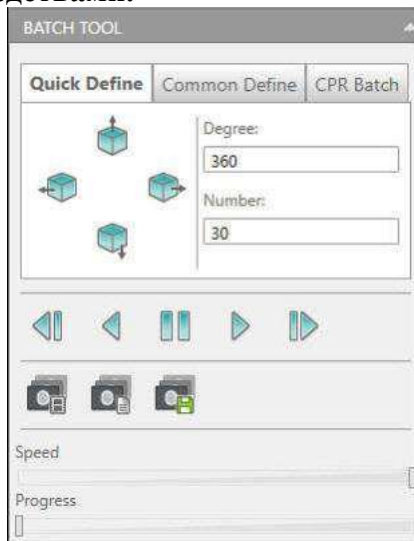 BATCH TOOL
Quick Define Common Define CPR Batch
Degree:
360
Number:
30
Speed
Progress